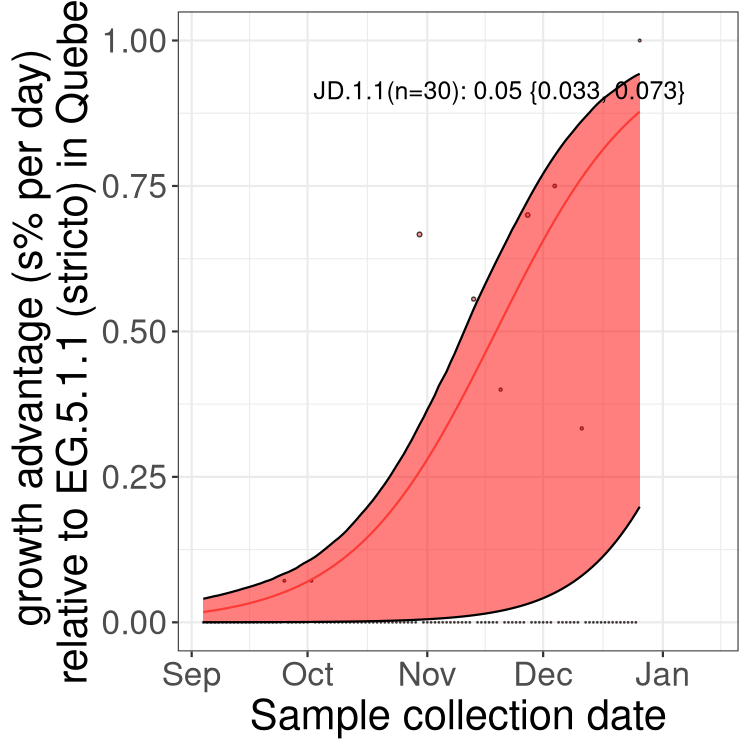 growth advantage (s% per day)
relative to EG.5.1.1 (stricto) in Quebe
1.00
0.75
0.50
0.25
0.00
JD.1.1(n=30): 0.05 {0.033, 0.073}
Sep Oct Nov Dec Jan
Sample collection date